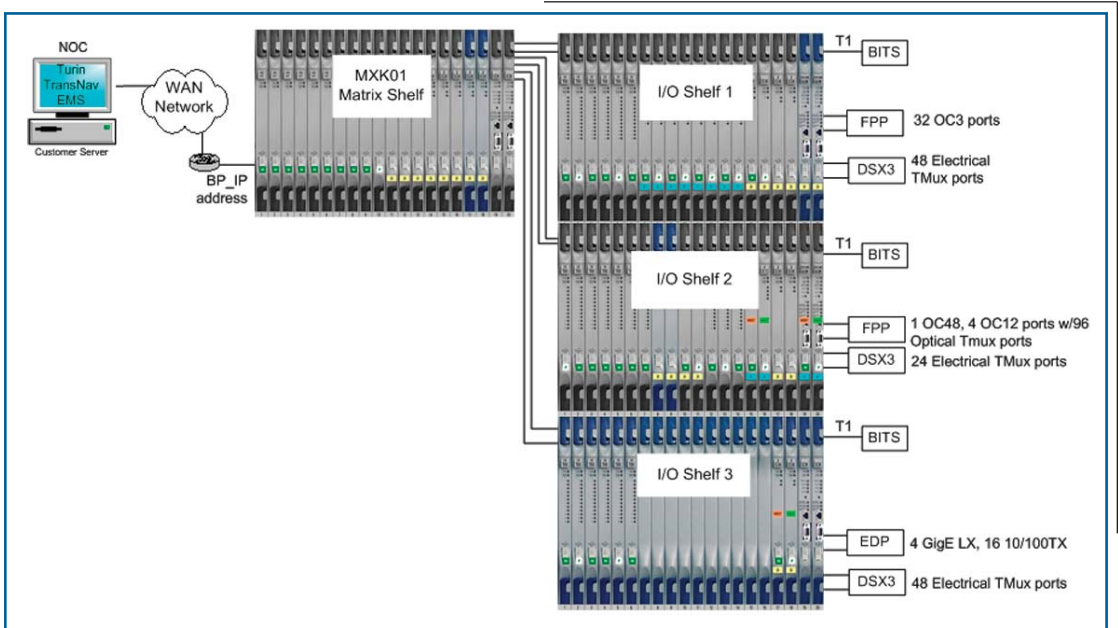 NOC
Turin
TransNav
EMS
Customer Server
WAN
Network
BP_IP
address
MXK01
Matrix Shelf
I/O Shelf 1
T1
BITS
FPP
32 OC3 ports
DSX3
48 Electrical
TMux ports
I/O Shelf 2
T1
BITS
FPP
1 OC48, 4 OC12 ports w/96
Optical Tmux ports
DSX3
24 Electrical TMux ports
I/O Shelf 3
T1
BITS
EDP
4 GigE LX, 16 10/100TX
DSX3
48 Electrical TMux ports